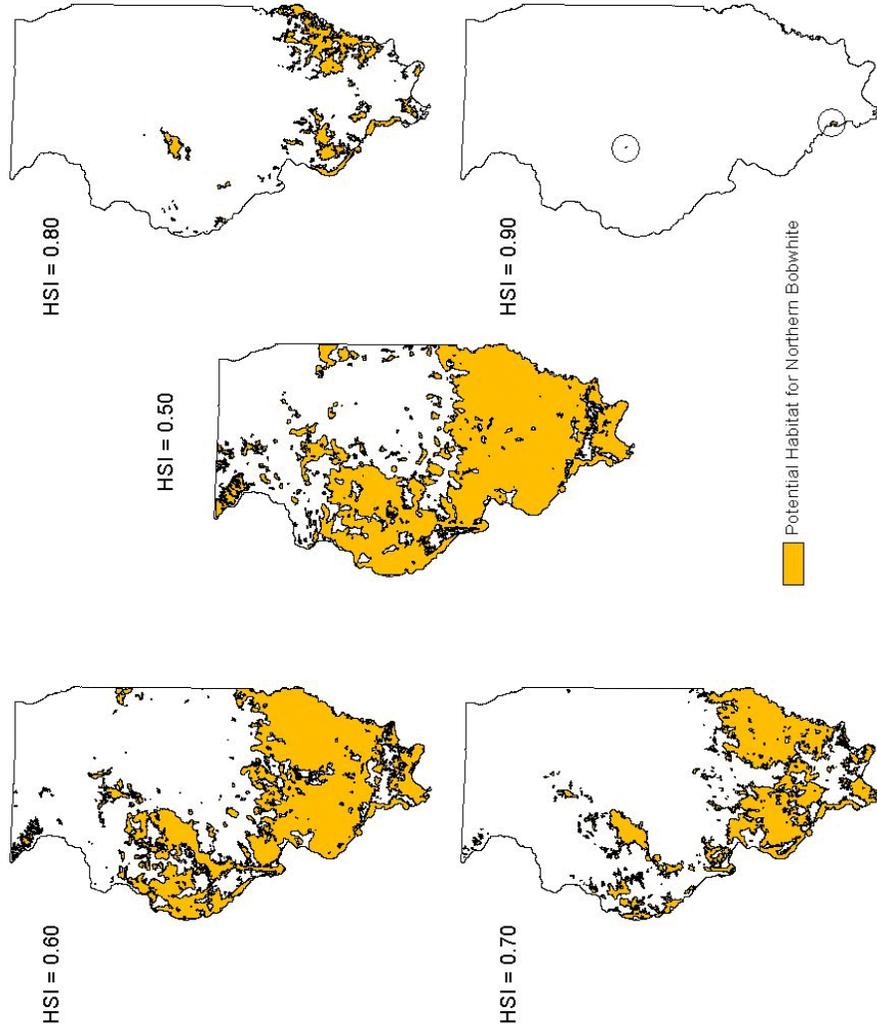 HSI = 0.60
HSI = 0.50
HSI = 0.80
HSI = 0.70
HSI = 0.90
Potential Habitat for Northern Bobwhite